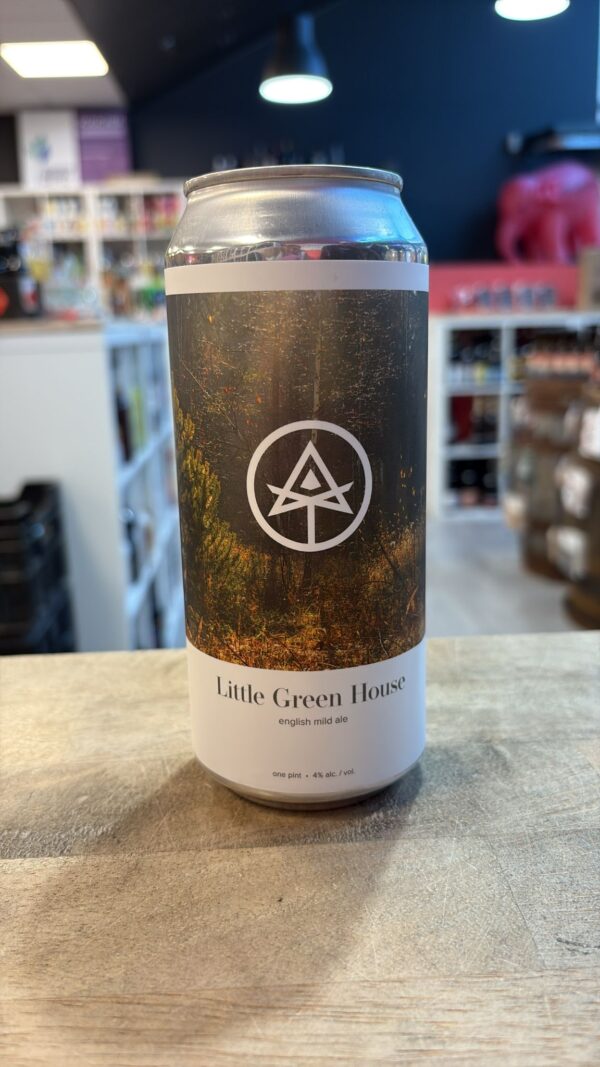 Little Green House
english mild ale
one pint • 4% alc. / vol.